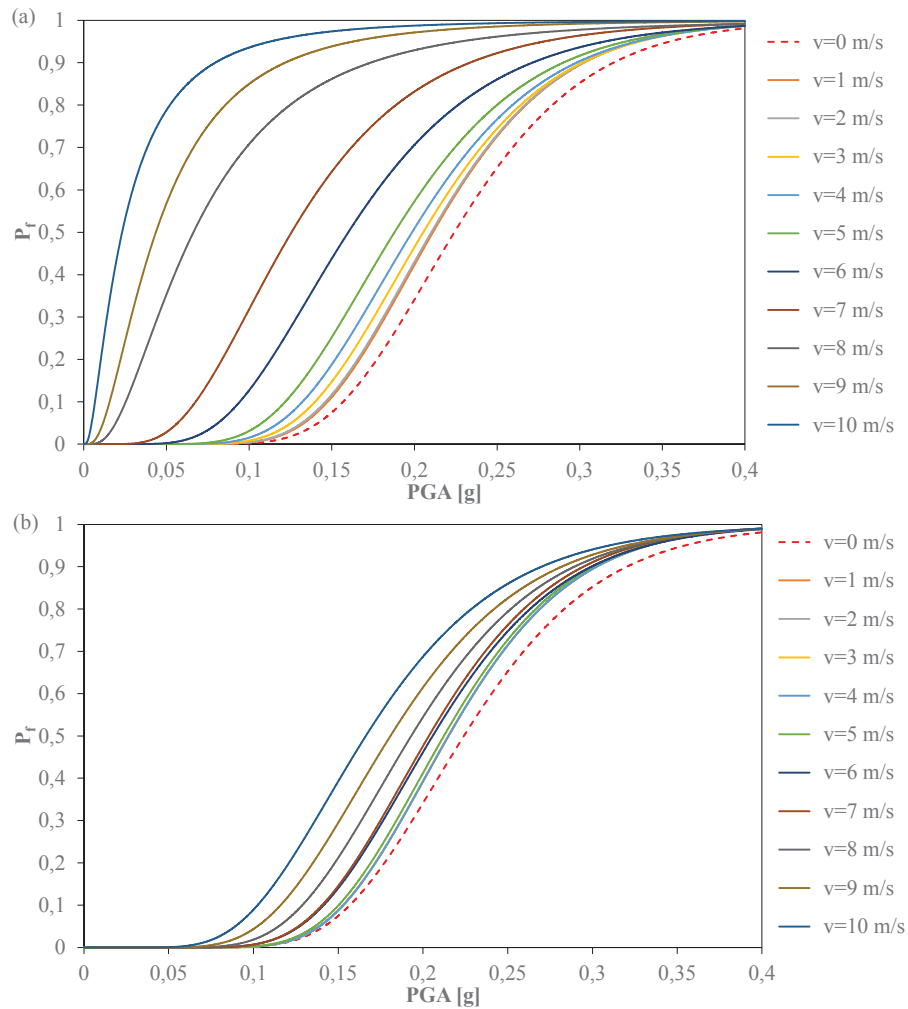 (a)
1
0,9
0,8
0,7
0,6
0,5
0,4
0,3
0,2
0,1
0
P_f
0 0,05 0,1 0,15 0,2 0,25 0,3 0,35 0,4
PGA [g]
v=0 m/s
v=1 m/s
v=2 m/s
v=3 m/s
v=4 m/s
v=5 m/s
v=6 m/s
v=7 m/s
v=8 m/s
v=9 m/s
v=10 m/s
(b)
1
0,9
0,8
0,7
0,6
0,5
0,4
0,3
0,2
0,1
0
P_f
0 0,05 0,1 0,15 0,2 0,25 0,3 0,35 0,4
PGA [g]
v=0 m/s
v=1 m/s
v=2 m/s
v=3 m/s
v=4 m/s
v=5 m/s
v=6 m/s
v=7 m/s
v=8 m/s
v=9 m/s
v=10 m/s